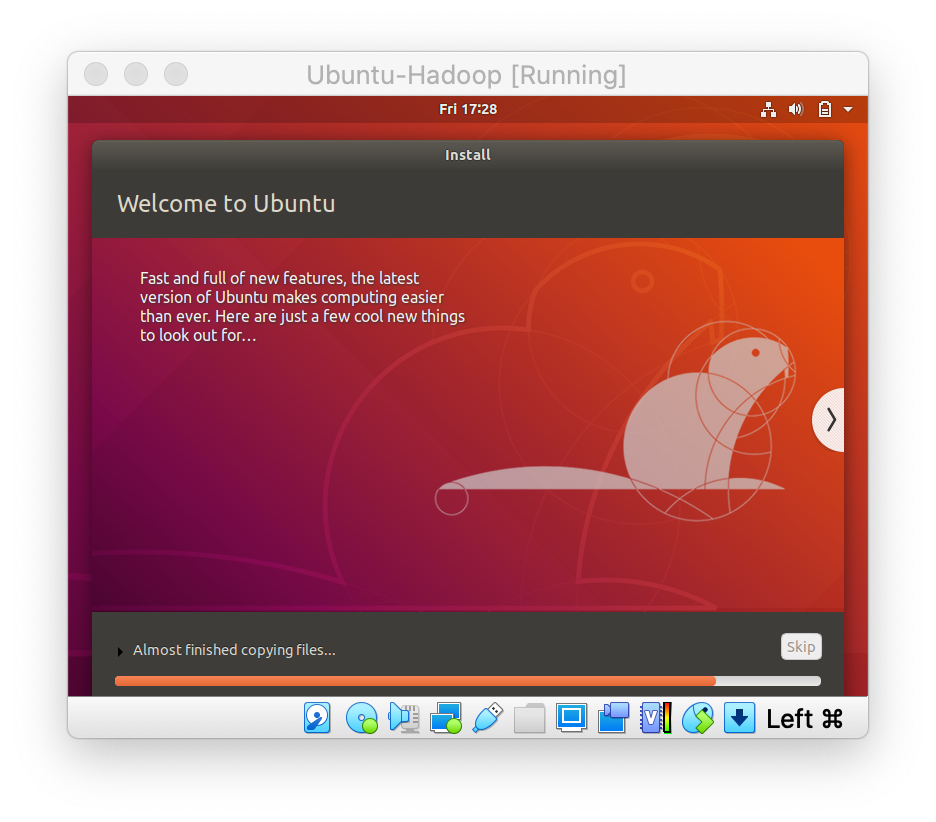 Ubuntu-Hadoop [Running]
Fri 17:28
Install
Welcome to Ubuntu
Fast and full of new features, the latest
version of Ubuntu makes computing easier
than ever. Here are just a few cool new things
to look out for…
Almost finished copying files...
Skip
V
Left ⌘